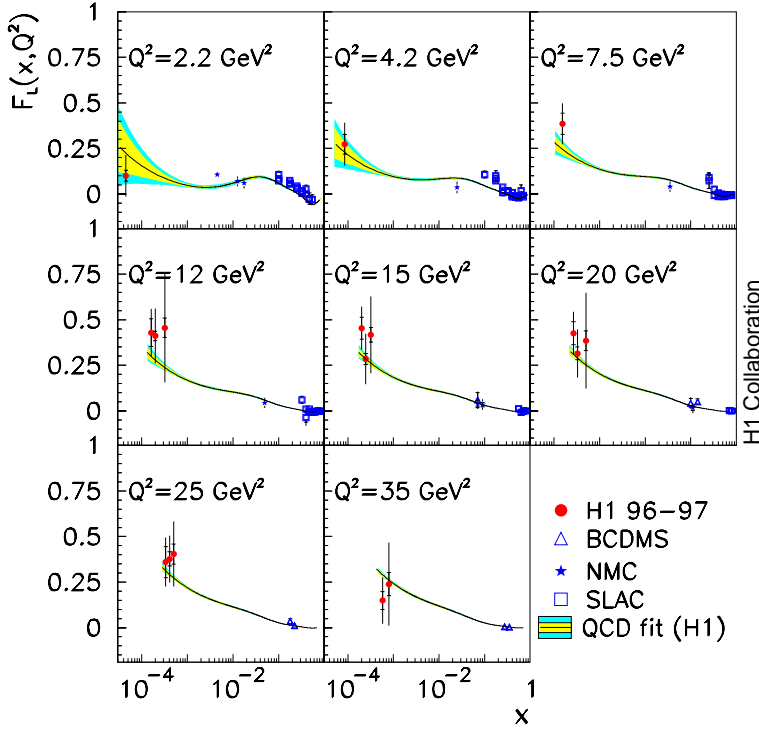 F_L(x,Q²)
1
0.75
0.5
0.25
0
Q²=2.2 GeV²
Q²=4.2 GeV²
Q²=7.5 GeV²
1
0.75
0.5
0.25
0
Q²=12 GeV²
Q²=15 GeV²
Q²=20 GeV²
H1 Collaboration
1
0.75
0.5
0.25
0
Q²=25 GeV²
Q²=35 GeV²
H1 96-97
BCDMS
NMC
SLAC
QCD fit (H1)
10⁻⁴ 10⁻² 10⁻⁴ 10⁻² 1
x